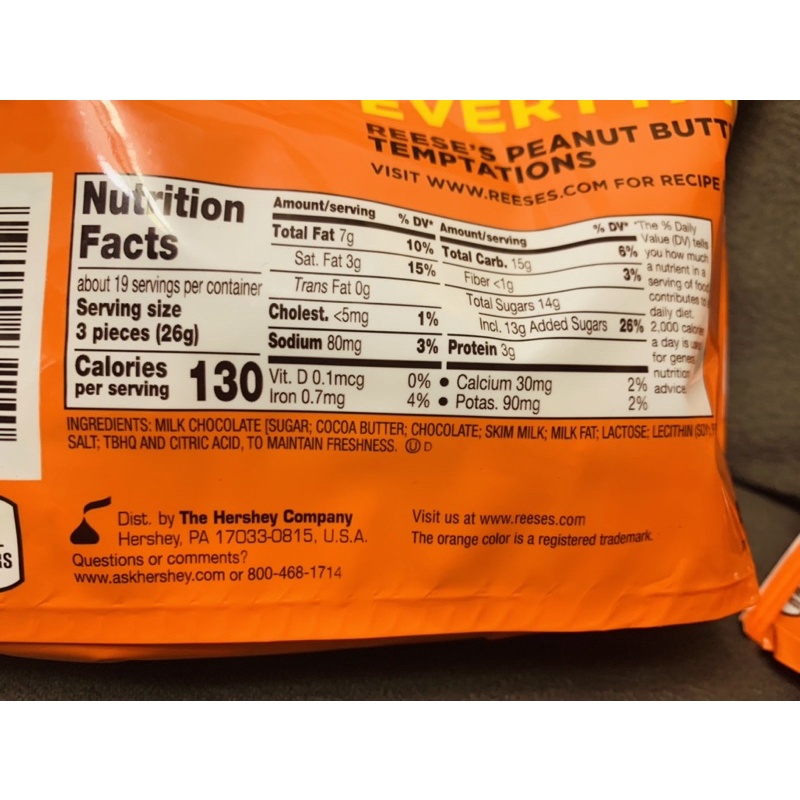 REESE'S PEANUT
TEMPTATIONS
VISIT WWW.REESES.COM FOR RECIPE
Nutrition
Facts
about 19 servings per container
Serving size
3 pieces (26g)
Calories
per serving 130
Amount/serving % DV*
Total Fat 7g 10%
Sat. Fat 3g 15%
Trans Fat 0g
Cholest. <5mg 1%
Sodium 80mg 3%
Amount/serving % DV*
Total Carb. 15g 6%
Fiber <1g 3%
Total Sugars 14g
Incl. 13g Added Sugars 26%
Protein 3g
Vit. D 0.1mcg 0% • Calcium 30mg 2%
Iron 0.7mg 4% • Potas. 90mg 2%
*The % Daily
Value (DV) tells
you how much
a nutrient in a
serving of food
contributes to
daily diet.
2,000
a day is
for
nutrition
advice
INGREDIENTS: MILK CHOCOLATE [SUGAR; COCOA BUTTER; CHOCOLATE; SKIM MILK; MILK FAT; LACTOSE; LECITHIN
SALT; TBHQ AND CITRIC ACID, TO MAINTAIN FRESHNESS. U D
Dist. by The Hershey Company
Hershey, PA 17033-0815, U.S.A.
Questions or comments?
www.askhershey.com or 800-468-1714
Visit us at www.reeses.com
The orange color is a registered trademark.